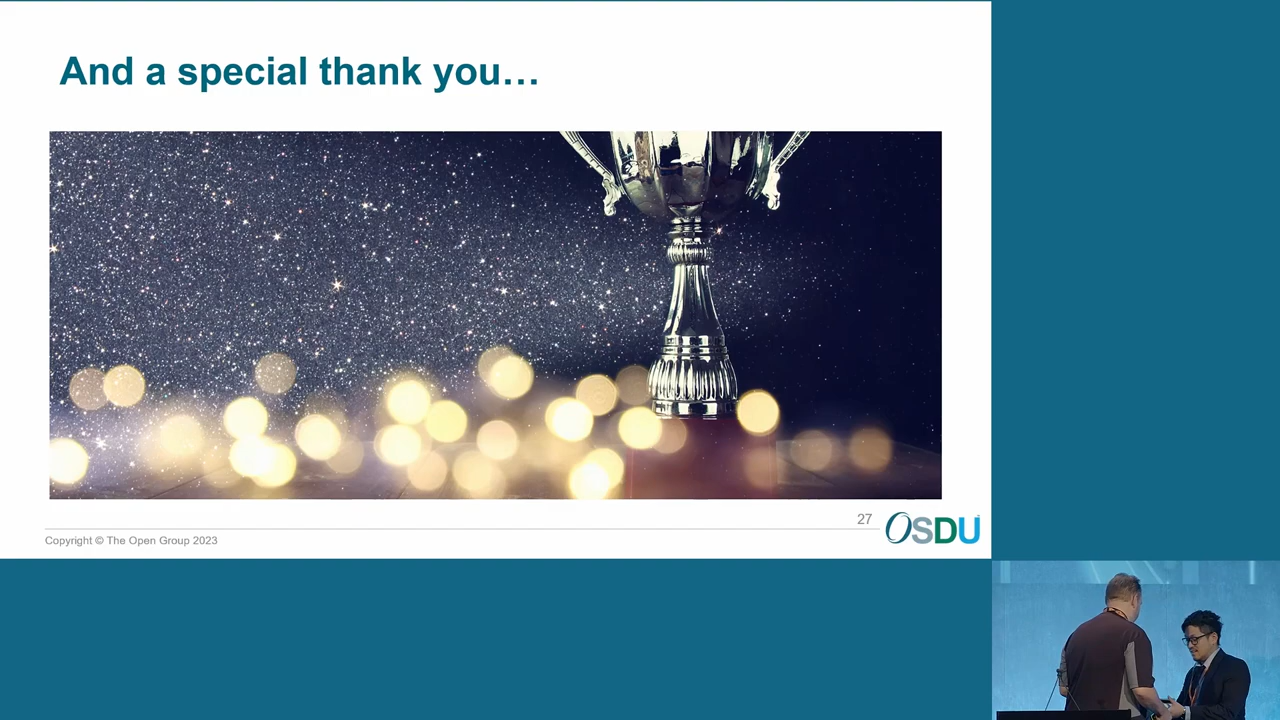 And a special thank you…
27
Copyright © The Open Group 2023
OSDU